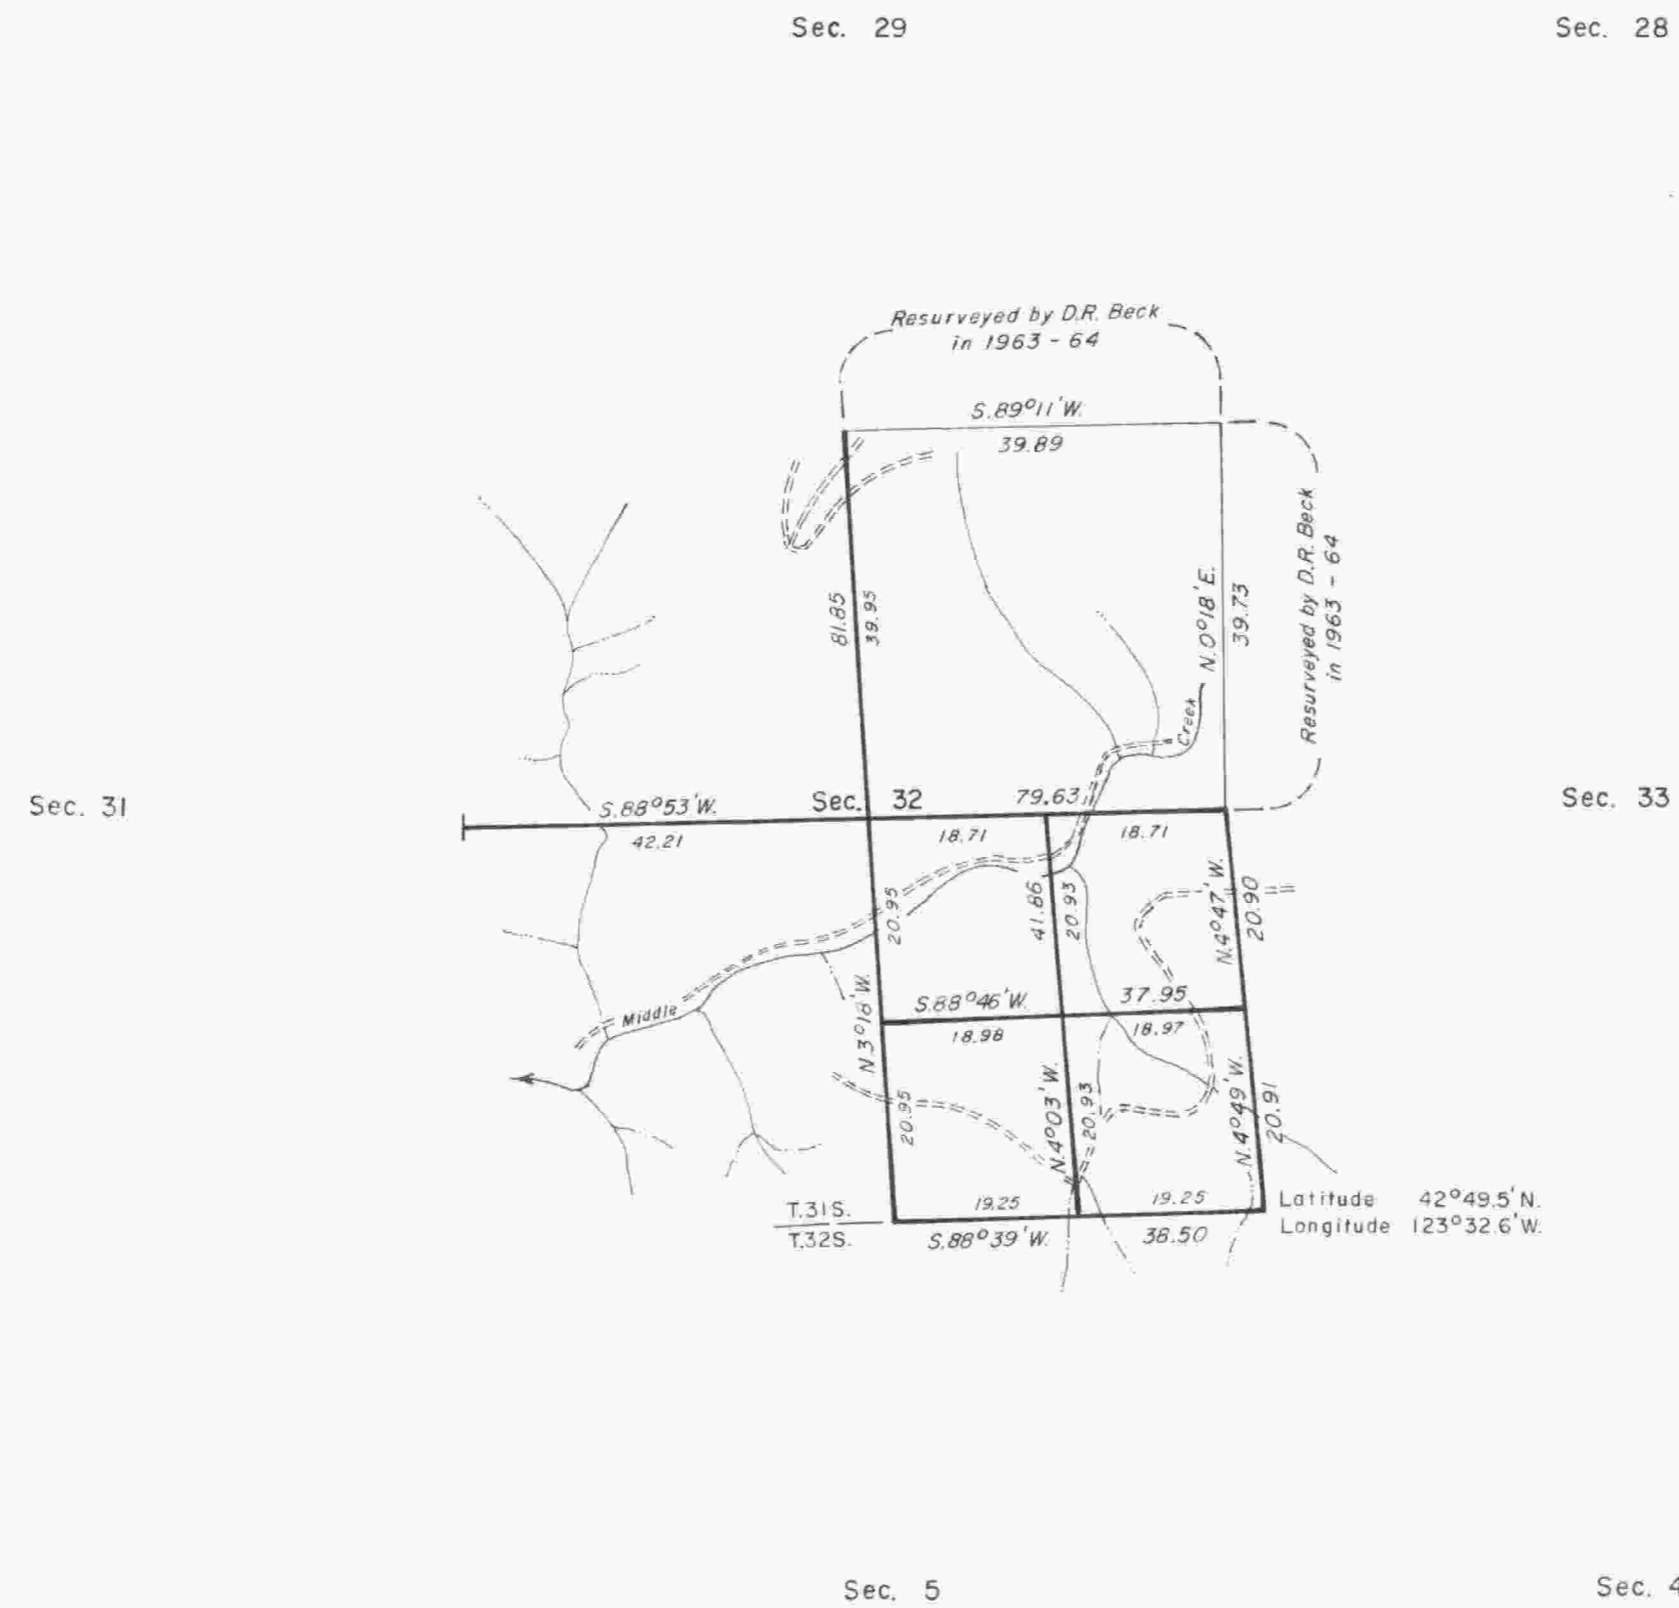 Sec. 29
Sec. 28
Resurveyed by D.R. Beck
in 1963 - 64
S.89°11'W.
39.89
81.85
39.95
N.0°18'E.
39.73
Resurveyed by D.R. Beck
in 1963 - 64
Creek
Sec. 31
S.88°53'W.
42.21
Sec. 32
79.63
18.71
18.71
Sec. 33
20.95
41.86
20.93
N.4°47'W.
20.90
Middle
N.3°18'W.
S.88°46'W.
37.95
18.98
18.97
20.95
N.4°03'W.
20.93
N.4°49'W.
20.91
T.31S.
T.32S.
19.25
19.25
S.88°39'W.
38.50
Latitude 42°49.5'N.
Longitude 123°32.6'W.
Sec. 5
Sec. 4